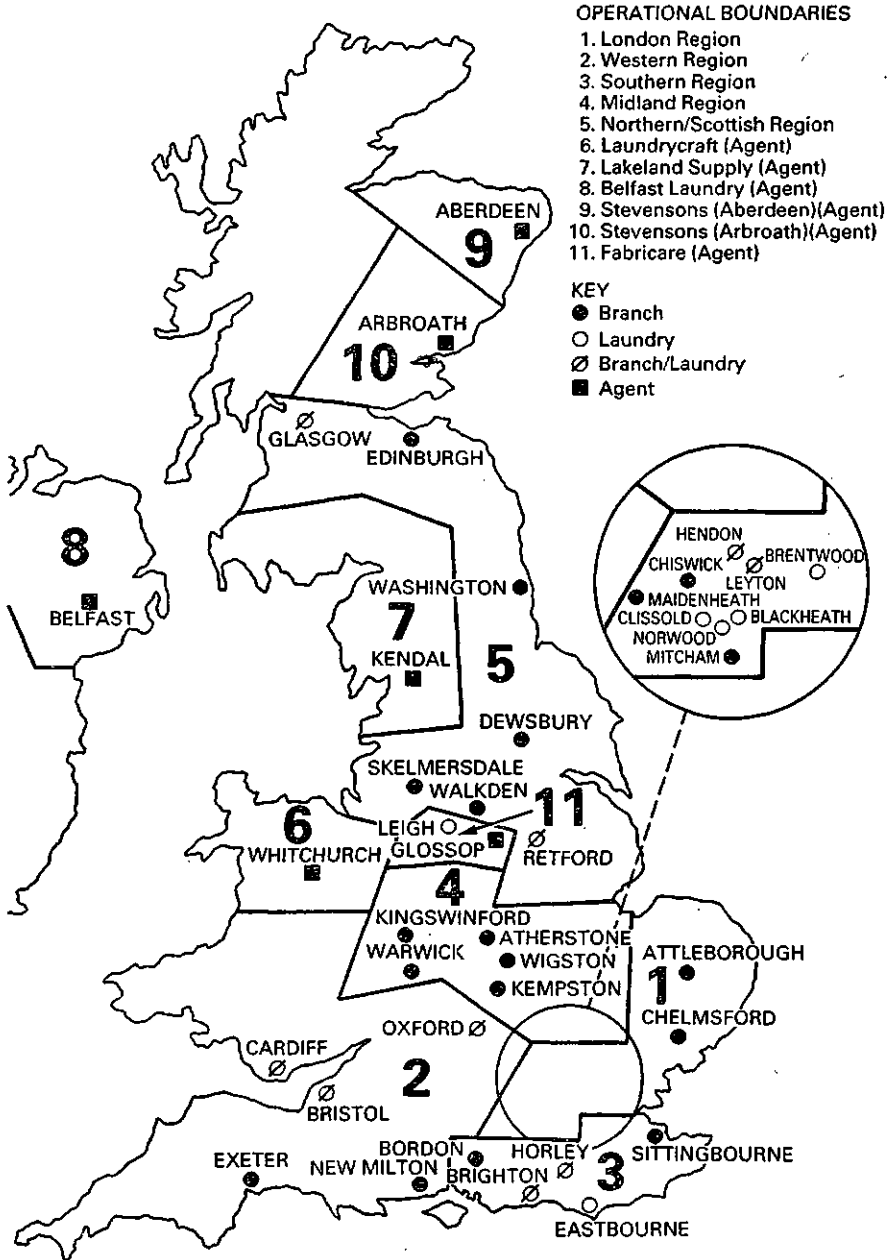 OPERATIONAL BOUNDARIES
1. London Region
2. Western Region
3. Southern Region
4. Midland Region
5. Northern/Scottish Region
6. Laundrycraft (Agent)
7. Lakeland Supply (Agent)
8. Belfast Laundry (Agent)
9. Stevensons (Aberdeen)(Agent)
10. Stevensons (Arbroath)(Agent)
11. Fabricare (Agent)
KEY
Branch
Laundry
Branch/Laundry
Agent
ABERDEEN
9
ARBROATH
10
GLASGOW
EDINBURGH
8
BELFAST
WASHINGTON
7
KENDAL
5
DEWSBURY
SKELMERSDALE
WALKDEN
11
6
LEIGH
GLOSSOP
RETFORD
WHITCHURCH
4
KINGSWINFORD
ATHERSTONE
WARWICK
WIGSTON
KEMPSTON
ATTLEBOROUGH
1
CHELMSFORD
OXFORD
CARDIFF
2
BRISTOL
EXETER
NEW MILTON
BORDON
BRIGHTON
HORLEY
3
SITTINGBOURNE
EASTBOURNE
HENDON
BRENTWOOD
CHISWICK
LEYTON
MAIDENHEATH
CLISSOLD
BLACKHEATH
NORWOOD
MITCHAM